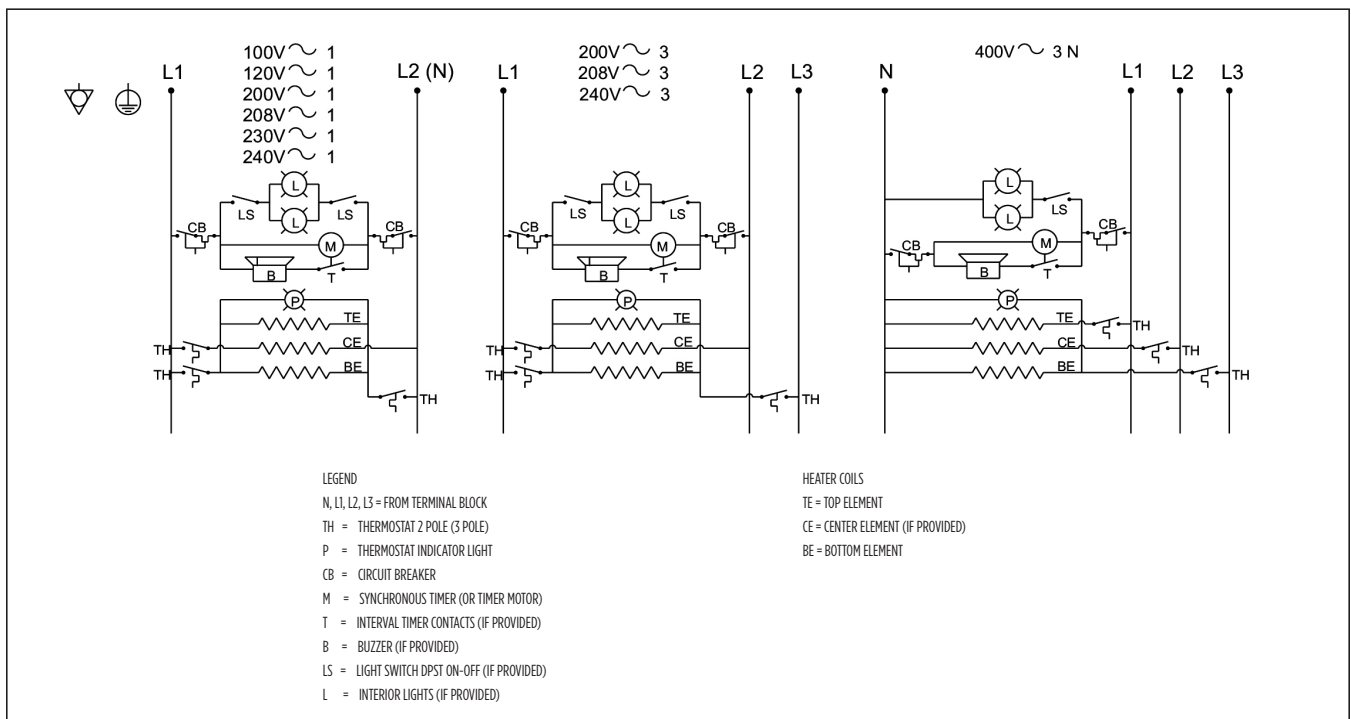 100V 1
120V 1
200V 1
208V 1
230V 1
240V 1
L1
L2 (N)
LS
L
L
LS
CB
CB
M
B
T
P
TE
TH
CE
TH
BE
TH
200V 3
208V 3
240V 3
L1
L2
L3
LS
L
L
LS
CB
CB
M
B
T
P
TE
TH
CE
TH
BE
TH
400V 3 N
N
L1
L2
L3
L
L
LS
CB
CB
M
B
T
P
TE
TH
CE
TH
BE
TH
LEGEND
N, L1, L2, L3 = FROM TERMINAL BLOCK
TH = THERMOSTAT 2 POLE (3 POLE)
P = THERMOSTAT INDICATOR LIGHT
CB = CIRCUIT BREAKER
M = SYNCHRONOUS TIMER (OR TIMER MOTOR)
T = INTERVAL TIMER CONTACTS (IF PROVIDED)
B = BUZZER (IF PROVIDED)
LS = LIGHT SWITCH DPST ON-OFF (IF PROVIDED)
L = INTERIOR LIGHTS (IF PROVIDED)
HEATER COILS
TE = TOP ELEMENT
CE = CENTER ELEMENT (IF PROVIDED)
BE = BOTTOM ELEMENT